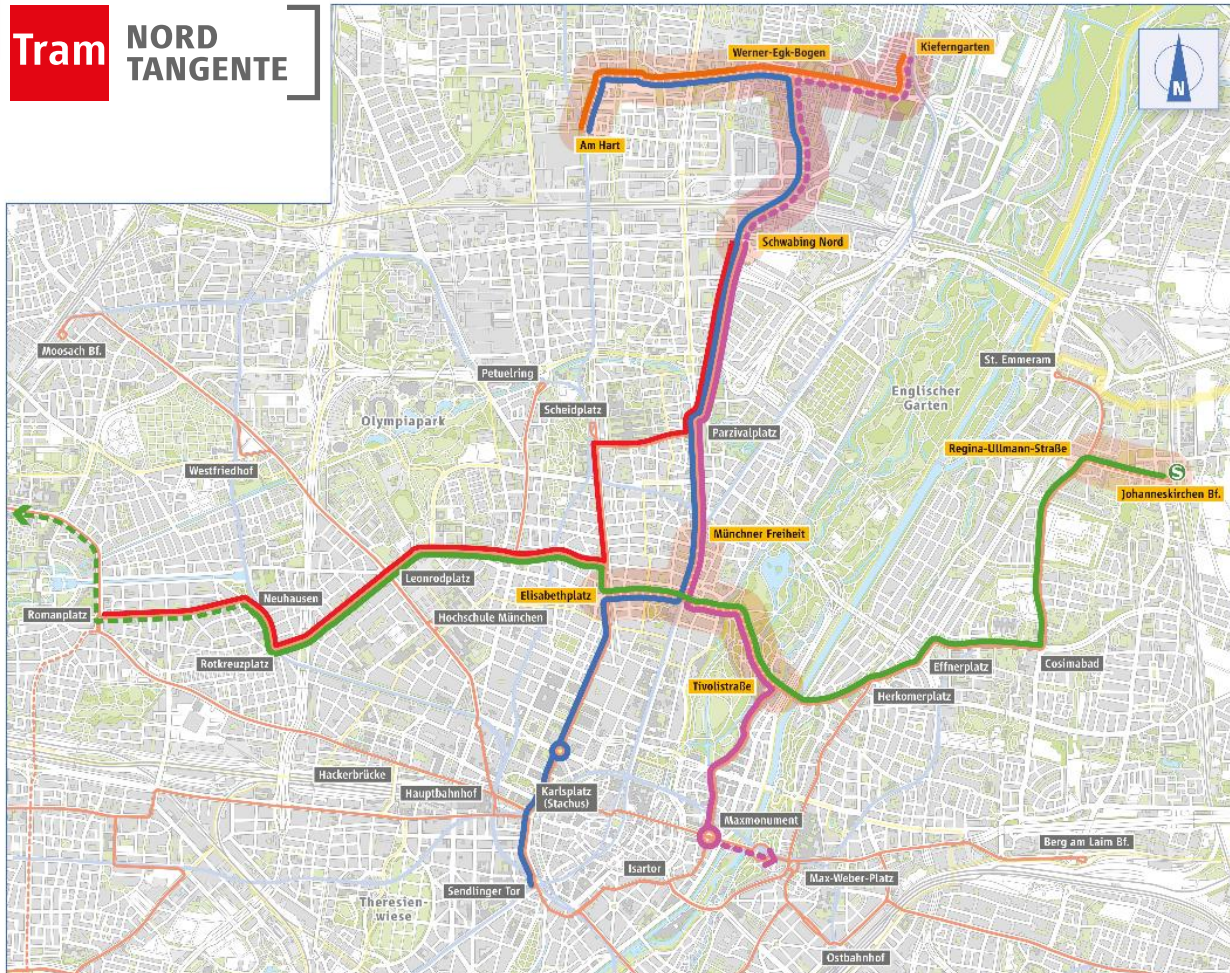 Tram
NORD
TANGENTE
N
Werner-Egk-Bogen
Kieferngarten
Am Hart
Schwabing Nord
Moosach Bf.
St. Emmeram
Petuelring
Englischer
Garten
Scheidplatz
Olympiapark
Parzivalplatz
Regina-Ullmann-Straße
Westfriedhof
S
Johanneskirchen Bf.
Münchner Freiheit
Leonrodplatz
Neuhausen
Elisabethplatz
Romanplatz
Hochschule München
Rotkreuzplatz
Effnerplatz
Cosimabad
Tivolistraße
Herkomerplatz
Hackerbrücke
Hauptbahnhof
Karlsplatz
(Stachus)
Maxmonument
Berg am Laim Bf.
Isartor
Max-Weber-Platz
Sendlinger Tor
Theresien-
wiese
Ostbahnhof